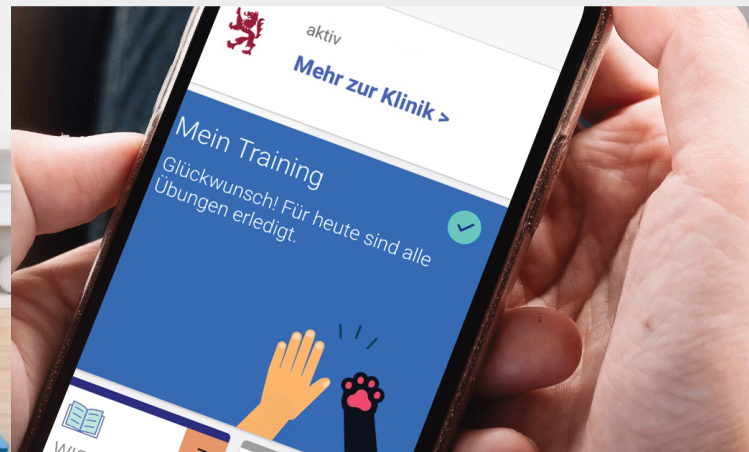 aktiv
Mehr zur Klinik >
Mein Training
Glückwunsch! Für heute sind alle
Übungen erledigt.